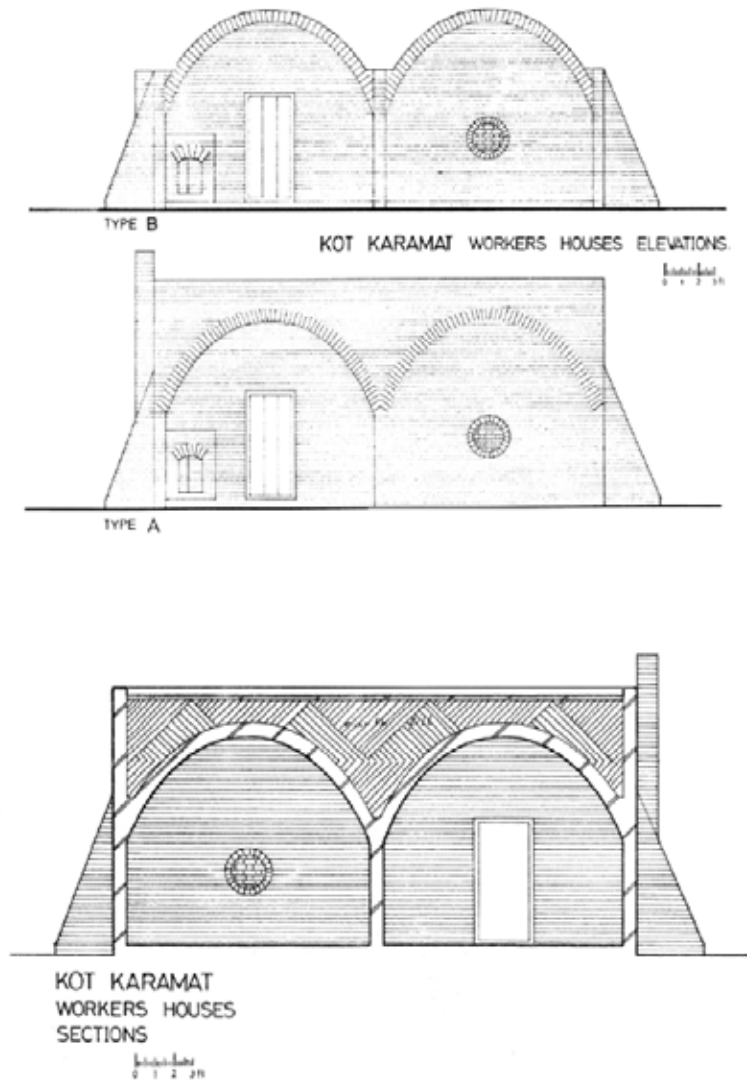 TYPE B
KOT KARAMAT WORKERS HOUSES ELEVATIONS.
0 1 2 3 ft
TYPE A
KOT KARAMAT
WORKERS HOUSES
SECTIONS
0 1 2 3 ft